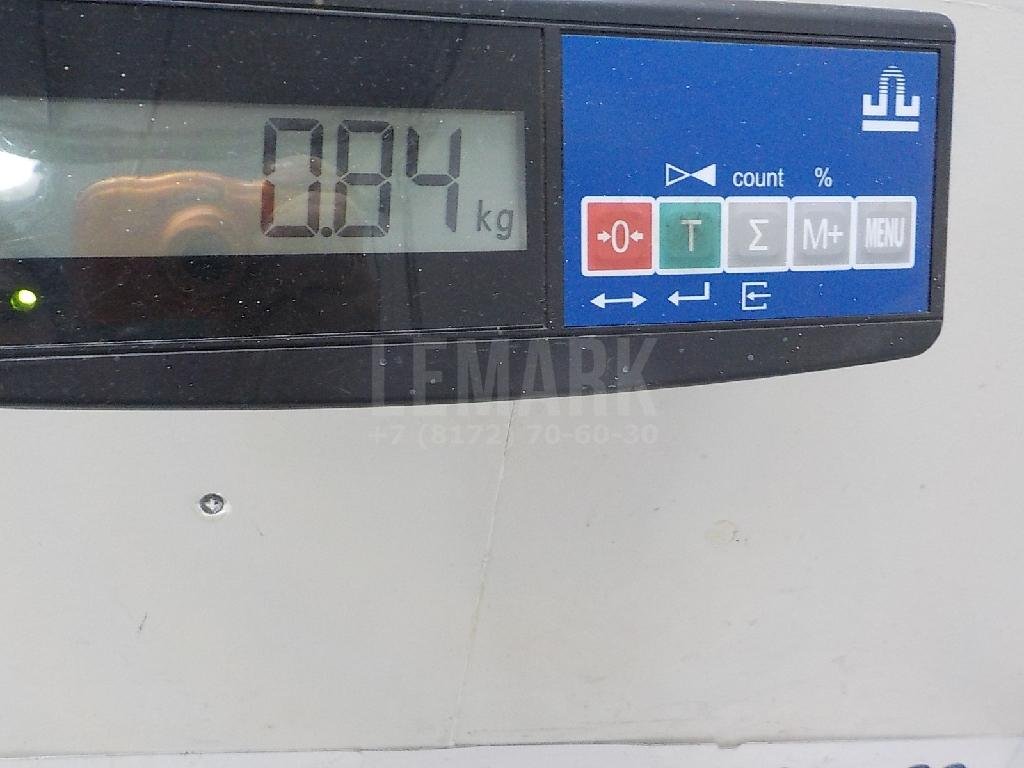 0.84 kg
count %
→0← T Σ M+ MENU
LEMARK
+7 (8172) 70-60-30